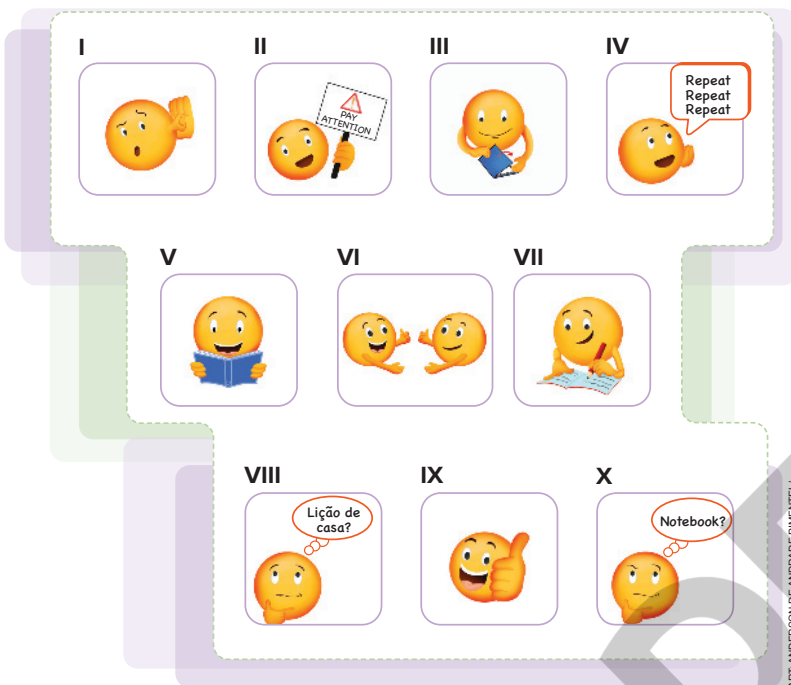 I
II
III
IV
PAY
ATTENTION
Repeat
Repeat
Repeat
V
VI
VII
VIII
IX
X
Lição de
casa?
Notebook?